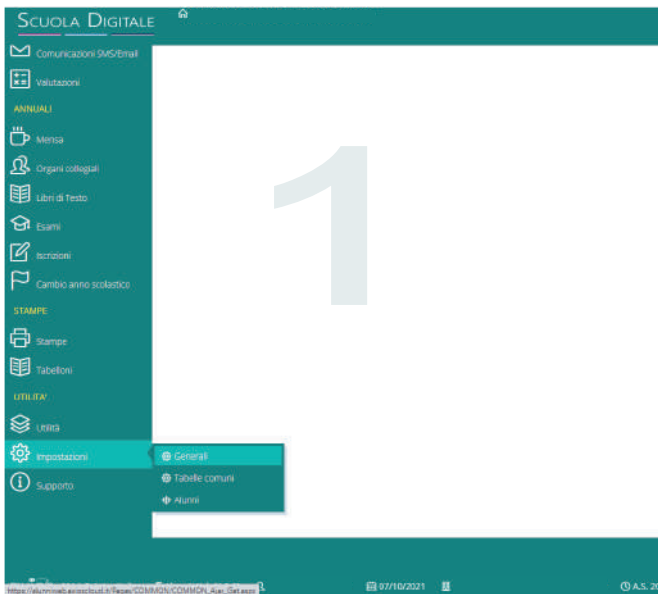 SCUOLA DIGITALE
Comunicazioni SMS/Email
Valutazioni
ANNUALI
Mensa
Organi collegiali
Libri di Testo
Esami
Iscrizioni
Cambio anno scolastico
STAMPE
Stampe
Tabelloni
UTILITA'
Utilità
Impostazioni
Generali
Tabelle comuni
Supporto
Alunni
1
07/10/2021
A.S. 20